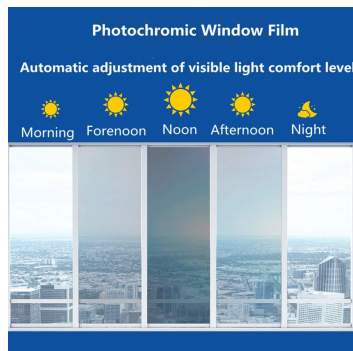 Photochromic Window Film
Automatic adjustment of visible light comfort level
Morning Forenoon Noon Afternoon Night